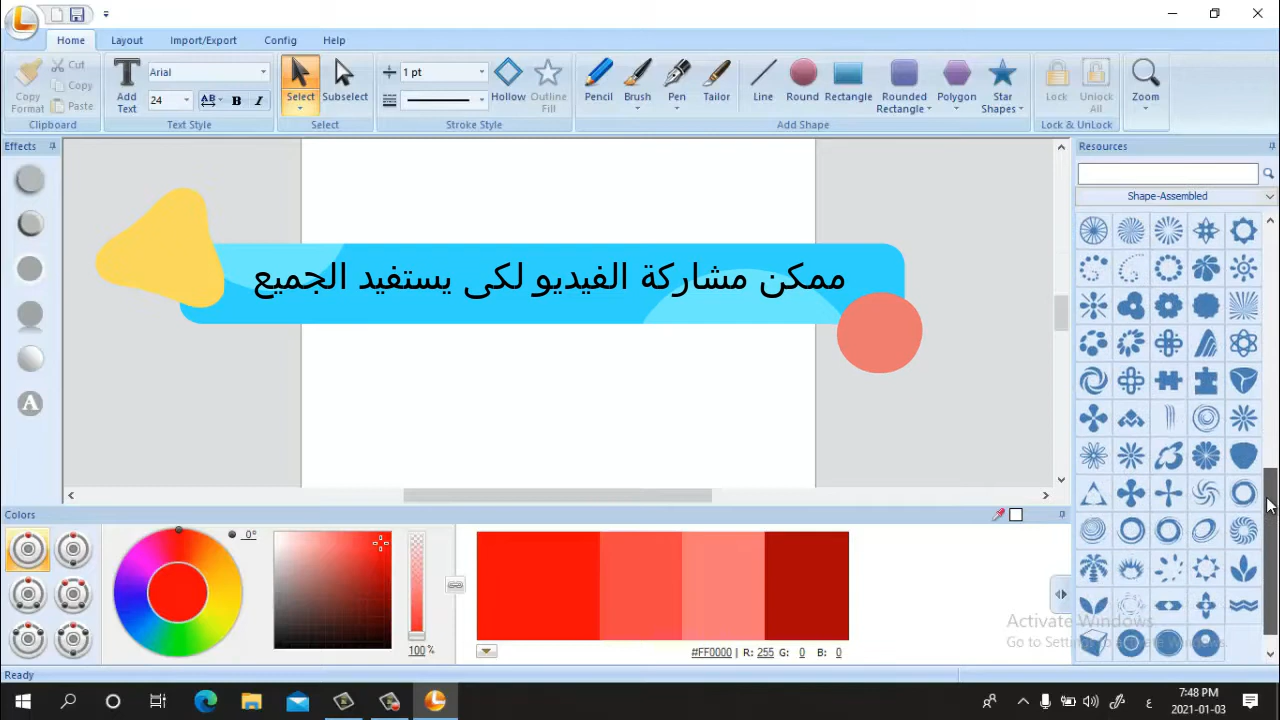 Home
Layout
Import/Export
Config
Help
Copy
Format
Cut
Copy
Paste
Clipboard
Add
Text
Arial
24
AB
B
I
Text Style
Select
Subselect
Select
1 pt
Hollow
Outline
Fill
Stroke Style
Pencil
Brush
Pen
Tailor
Line
Round
Rectangle
Rounded
Rectangle
Polygon
Star
Shapes
Add Shape
Lock
Unlock
All
Lock & UnLock
Zoom
Effects
A
Resources
Shape-Assembled
ممكن مشاركة الفيديو لكى يستفيد الجميع
Colors
0°
100 %
#FF0000 | R: 255 G: 0 B: 0
Activate Windows
Go to Settings to activate Windows.
Ready
ع
7:48 PM
2021-01-03